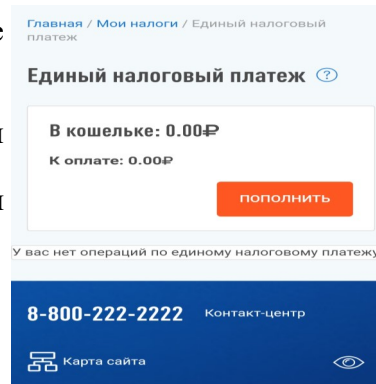 Главная / Мои налоги / Единый налоговый
платеж
Единый налоговый платеж ?
В кошельке: 0.00₽
К оплате: 0.00₽
ПОПОЛНИТЬ
У вас нет операций по единому налоговому платежу
8-800-222-2222 Контакт-центр
Карта сайта